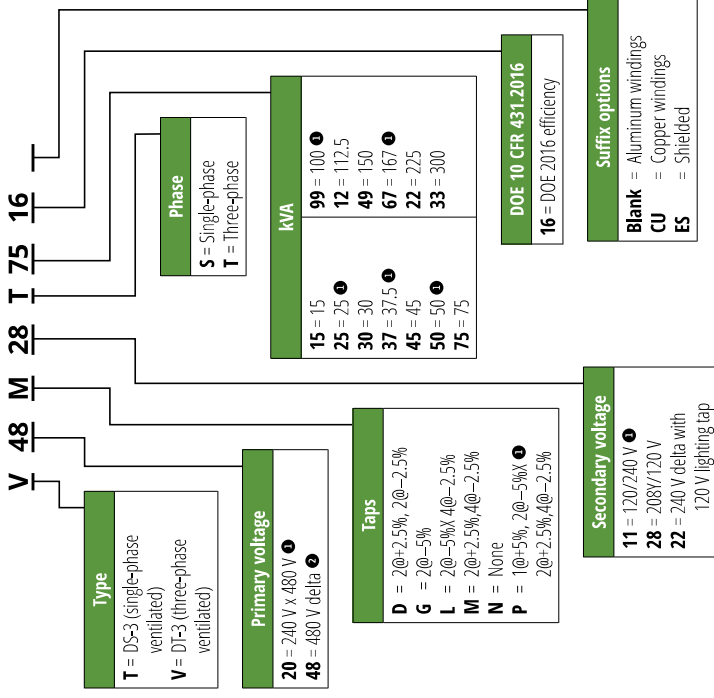 V 48 M 28 T 75 16
Type
T = DS-3 (single-phase
ventilated)
V = DT-3 (three-phase
ventilated)
Primary voltage
20 = 240 V x 480 V ❶
48 = 480 V delta ❷
Taps
D = 2@+2.5%, 2@–2.5%
G = 2@–5%
L = 2@–5%X 4@–2.5%
M = 2@+2.5%,4@–2.5%
N = None
P = 1@+5%, 2@–5%X ❶
2@+2.5%,4@–2.5%
Secondary voltage
11 = 120/240 V ❶
28 = 208Y/120 V
22 = 240 V delta with
120 V lighting tap
Phase
S = Single-phase
T = Three-phase
kVA
15 = 15
25 = 25 ❶
30 = 30
37 = 37.5 ❶
45 = 45
50 = 50 ❶
75 = 75
99 = 100 ❶
12 = 112.5
49 = 150
67 = 167 ❶
22 = 225
33 = 300
DOE 10 CFR 431.2016
16 = DOE 2016 efficiency
Suffix options
Blank = Aluminum windings
CU = Copper windings
ES = Shielded